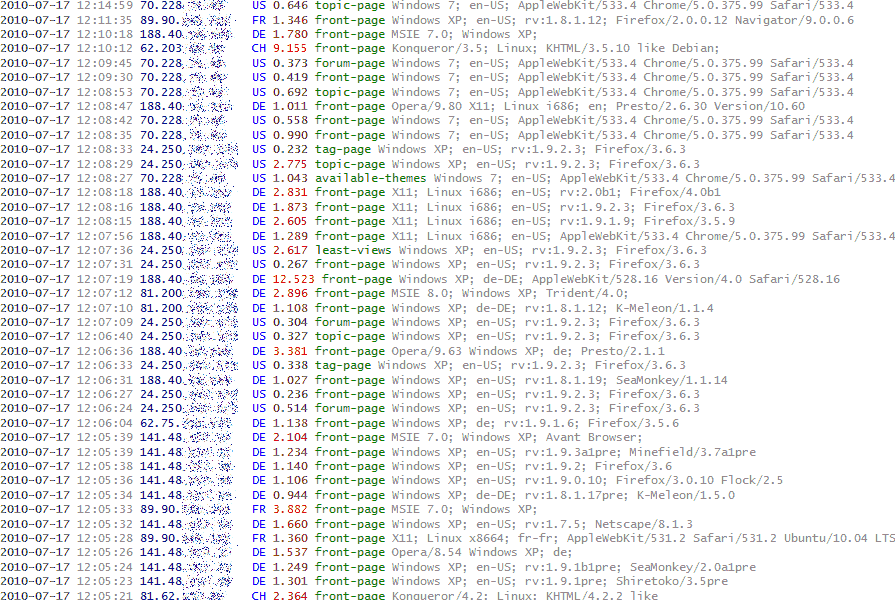 2010-07-17 12:14:59 70.228. US 0.646 topic-page Windows 7; en-US; AppleWebKit/533.4 Chrome/5.0.375.99 Safari/533.4
2010-07-17 12:11:35 89.90. FR 1.346 front-page Windows XP; en-US; rv:1.8.1.12; Firefox/2.0.0.12 Navigator/9.0.0.6
2010-07-17 12:10:18 188.40. DE 1.780 front-page MSIE 7.0; Windows XP;
2010-07-17 12:10:12 62.203. CH 9.155 front-page Konqueror/3.5; Linux; KHTML/3.5.10 like Debian;
2010-07-17 12:09:45 70.228. US 0.373 forum-page Windows 7; en-US; AppleWebKit/533.4 Chrome/5.0.375.99 Safari/533.4
2010-07-17 12:09:30 70.228. US 0.419 front-page Windows 7; en-US; AppleWebKit/533.4 Chrome/5.0.375.99 Safari/533.4
2010-07-17 12:08:53 70.228. US 0.692 topic-page Windows 7; en-US; AppleWebKit/533.4 Chrome/5.0.375.99 Safari/533.4
2010-07-17 12:08:47 188.40. DE 1.011 front-page Opera/9.80 X11; Linux i686; en; Presto/2.6.30 Version/10.60
2010-07-17 12:08:42 70.228. US 0.558 front-page Windows 7; en-US; AppleWebKit/533.4 Chrome/5.0.375.99 Safari/533.4
2010-07-17 12:08:35 70.228. US 0.990 front-page Windows 7; en-US; AppleWebKit/533.4 Chrome/5.0.375.99 Safari/533.4
2010-07-17 12:08:33 24.250. US 0.232 tag-page Windows XP; en-US; rv:1.9.2.3; Firefox/3.6.3
2010-07-17 12:08:29 24.250. US 2.775 topic-page Windows XP; en-US; rv:1.9.2.3; Firefox/3.6.3
2010-07-17 12:08:27 70.228. US 1.043 available-themes Windows 7; en-US; AppleWebKit/533.4 Chrome/5.0.375.99 Safari/533.4
2010-07-17 12:08:18 188.40. DE 2.831 front-page X11; Linux i686; en-US; rv:2.0b1; Firefox/4.0b1
2010-07-17 12:08:16 188.40. DE 1.873 front-page X11; Linux i686; en-US; rv:1.9.2.3; Firefox/3.6.3
2010-07-17 12:08:15 188.40. DE 2.605 front-page X11; Linux i686; en-US; rv:1.9.1.9; Firefox/3.5.9
2010-07-17 12:07:56 188.40. DE 1.289 front-page X11; Linux i686; en-US; AppleWebKit/533.4 Chrome/5.0.375.99 Safari/533.4
2010-07-17 12:07:36 24.250. US 2.617 least-views Windows XP; en-US; rv:1.9.2.3; Firefox/3.6.3
2010-07-17 12:07:31 24.250. US 0.267 front-page Windows XP; en-US; rv:1.9.2.3; Firefox/3.6.3
2010-07-17 12:07:19 188.40. DE 12.523 front-page Windows XP; de-DE; AppleWebKit/528.16 Version/4.0 Safari/528.16
2010-07-17 12:07:12 81.200. DE 2.896 front-page MSIE 8.0; Windows XP; Trident/4.0;
2010-07-17 12:07:10 81.200. DE 1.108 front-page Windows XP; de-DE; rv:1.8.1.12; K-Meleon/1.1.4
2010-07-17 12:07:09 24.250. US 0.304 forum-page Windows XP; en-US; rv:1.9.2.3; Firefox/3.6.3
2010-07-17 12:06:40 24.250. US 0.327 topic-page Windows XP; en-US; rv:1.9.2.3; Firefox/3.6.3
2010-07-17 12:06:36 188.40. DE 3.381 front-page Opera/9.63 Windows XP; de; Presto/2.1.1
2010-07-17 12:06:33 24.250. US 0.338 tag-page Windows XP; en-US; rv:1.9.2.3; Firefox/3.6.3
2010-07-17 12:06:31 188.40. DE 1.027 front-page Windows XP; en-US; rv:1.8.1.19; SeaMonkey/1.1.14
2010-07-17 12:06:27 24.250. US 0.236 front-page Windows XP; en-US; rv:1.9.2.3; Firefox/3.6.3
2010-07-17 12:06:24 24.250. US 0.514 forum-page Windows XP; en-US; rv:1.9.2.3; Firefox/3.6.3
2010-07-17 12:06:04 62.75. DE 1.138 front-page Windows XP; de; rv:1.9.1.6; Firefox/3.5.6
2010-07-17 12:05:39 141.48. DE 2.104 front-page MSIE 7.0; Windows XP; Avant Browser;
2010-07-17 12:05:39 141.48. DE 1.234 front-page Windows XP; en-US; rv:1.9.3a1pre; Minefield/3.7a1pre
2010-07-17 12:05:38 141.48. DE 1.140 front-page Windows XP; en-US; rv:1.9.2; Firefox/3.6
2010-07-17 12:05:36 141.48. DE 1.106 front-page Windows XP; en-US; rv:1.9.0.10; Firefox/3.0.10 Flock/2.5
2010-07-17 12:05:34 141.48. DE 0.944 front-page Windows XP; de-DE; rv:1.8.1.17pre; K-Meleon/1.5.0
2010-07-17 12:05:33 89.90. FR 3.882 front-page MSIE 7.0; Windows XP;
2010-07-17 12:05:32 141.48. DE 1.660 front-page Windows XP; en-US; rv:1.7.5; Netscape/8.1.3
2010-07-17 12:05:28 89.90. FR 1.360 front-page X11; Linux x8664; fr-fr; AppleWebKit/531.2 Safari/531.2 Ubuntu/10.04 LTS
2010-07-17 12:05:26 141.48. DE 1.537 front-page Opera/8.54 Windows XP; de;
2010-07-17 12:05:24 141.48. DE 1.249 front-page Windows XP; en-US; rv:1.9.1b1pre; SeaMonkey/2.0a1pre
2010-07-17 12:05:23 141.48. DE 1.301 front-page Windows XP; en-US; rv:1.9.1pre; Shiretoko/3.5pre
2010-07-17 12:05:21 81.62. CH 2.364 front-page Konqueror/4.2; Linux; KHTML/4.2.2 like